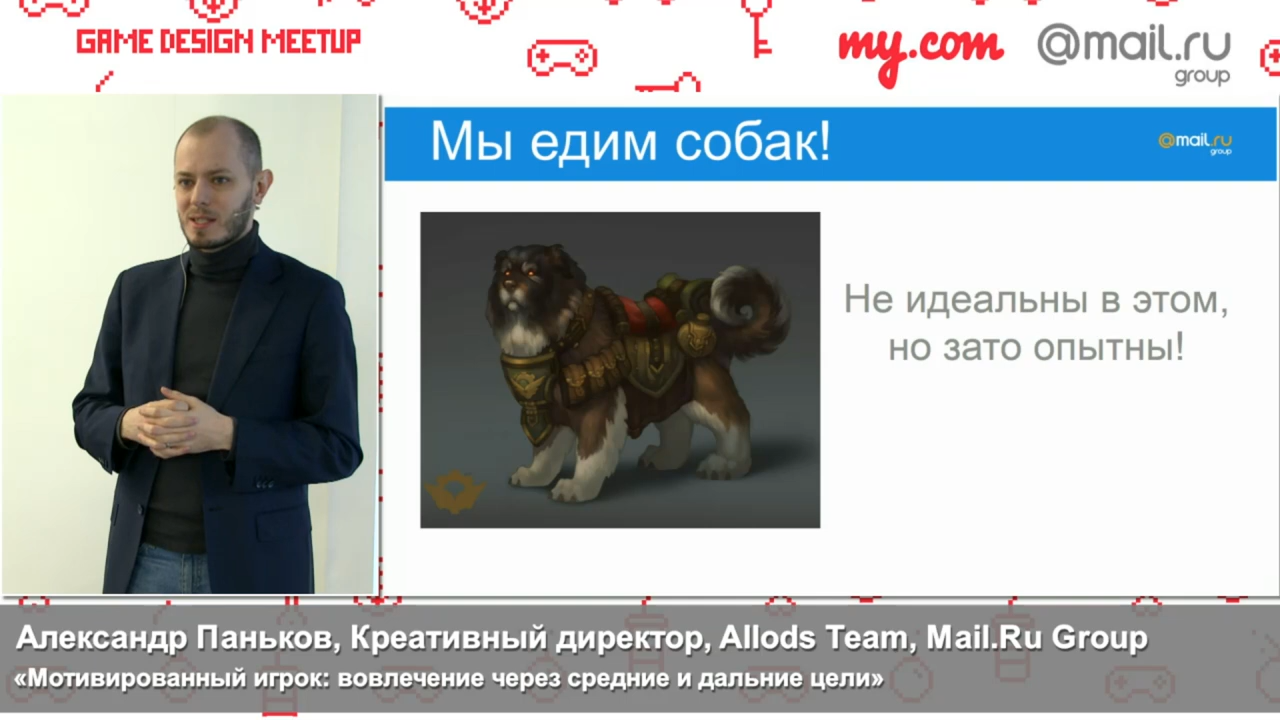 GAME DESIGN MEETUP
my.com
@mail.ru
group
Мы едим собак!
@mail.ru
group
Не идеальны в этом,
но зато опытны!
Александр Паньков, Креативный директор, Allods Team, Mail.Ru Group
«Мотивированный игрок: вовлечение через средние и дальние цели»